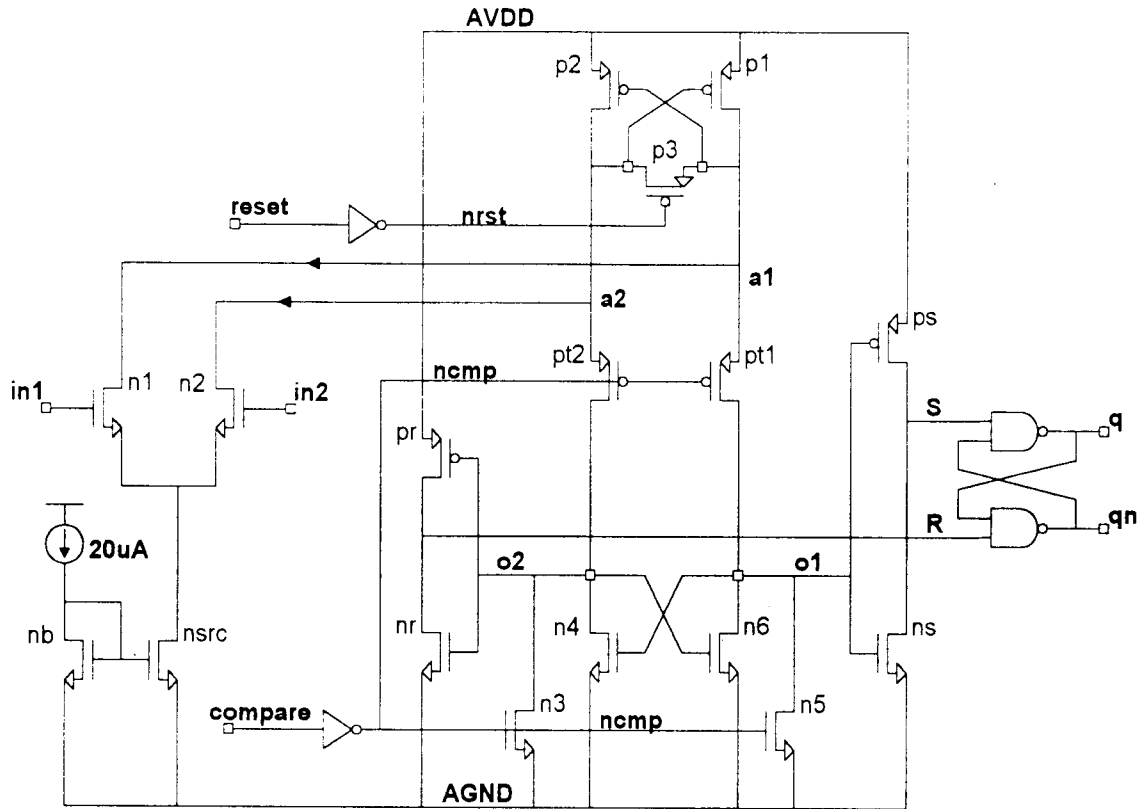 AVDD
p2
p1
p3
reset
nrst
a1
a2
ps
pt2
pt1
ncmp
in1
n1
n2
in2
pr
S
q
R
qn
20uA
o2
o1
nb
nsrc
nr
n4
n6
ns
compare
n3
ncmp
n5
AGND